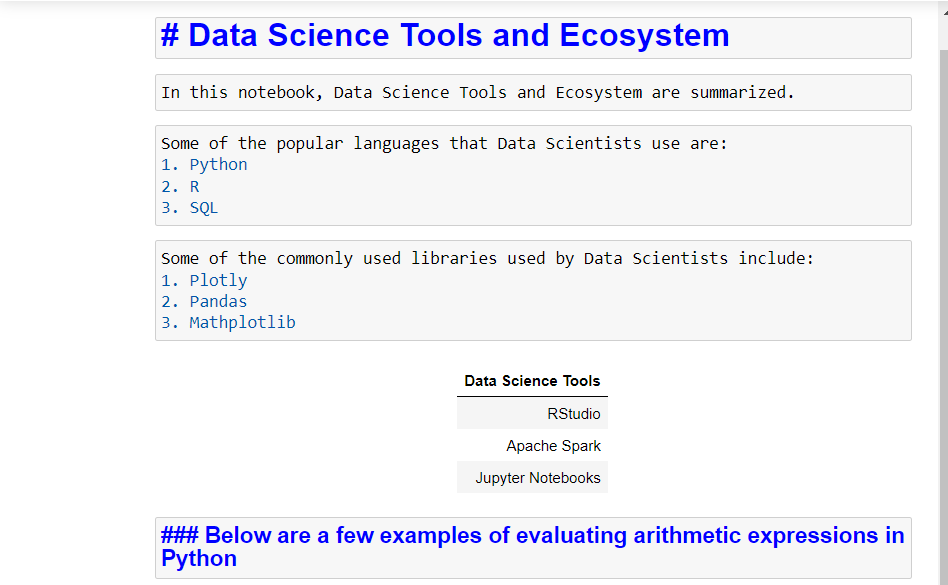 # Data Science Tools and Ecosystem
In this notebook, Data Science Tools and Ecosystem are summarized.
Some of the popular languages that Data Scientists use are:
1. Python
2. R
3. SQL
Some of the commonly used libraries used by Data Scientists include:
1. Plotly
2. Pandas
3. Mathplotlib
Data Science Tools
RStudio
Apache Spark
Jupyter Notebooks
### Below are a few examples of evaluating arithmetic expressions in
Python